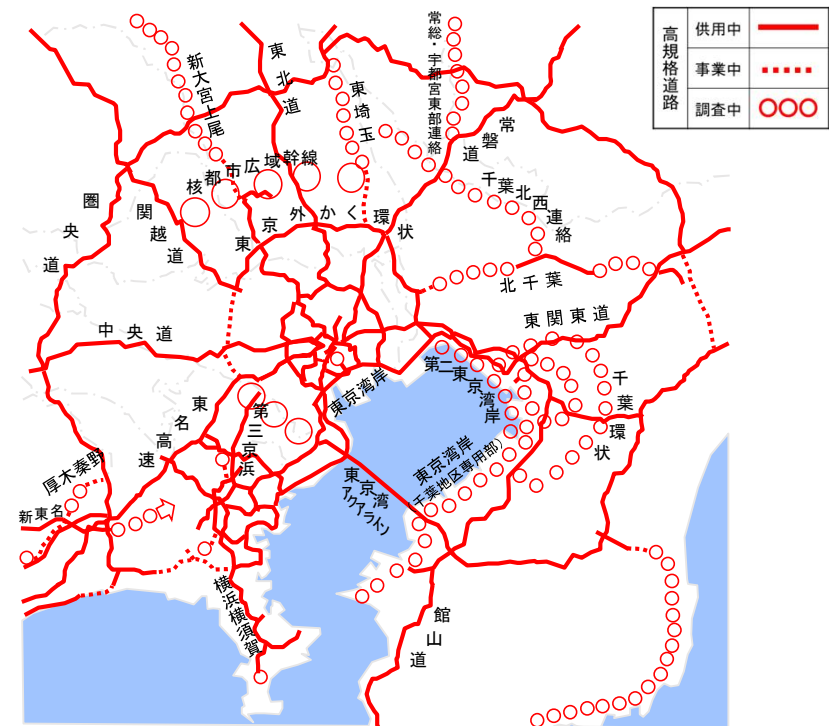 高規格道路
供用中
事業中
調査中
常総・宇都宮東部連絡
東北道
新大宮上尾
東埼玉
常磐道
核都市広域幹線
千葉北西連絡
圏央道
関越道
東京外かく環状
北千葉
中央道
東関東道
第二東京湾岸
千葉環状
東京湾岸
東名高速
第三京浜
東京湾岸
千葉地区専用部）
厚木秦野
東京湾
アクアライン
新東名
横浜横須賀
館山道